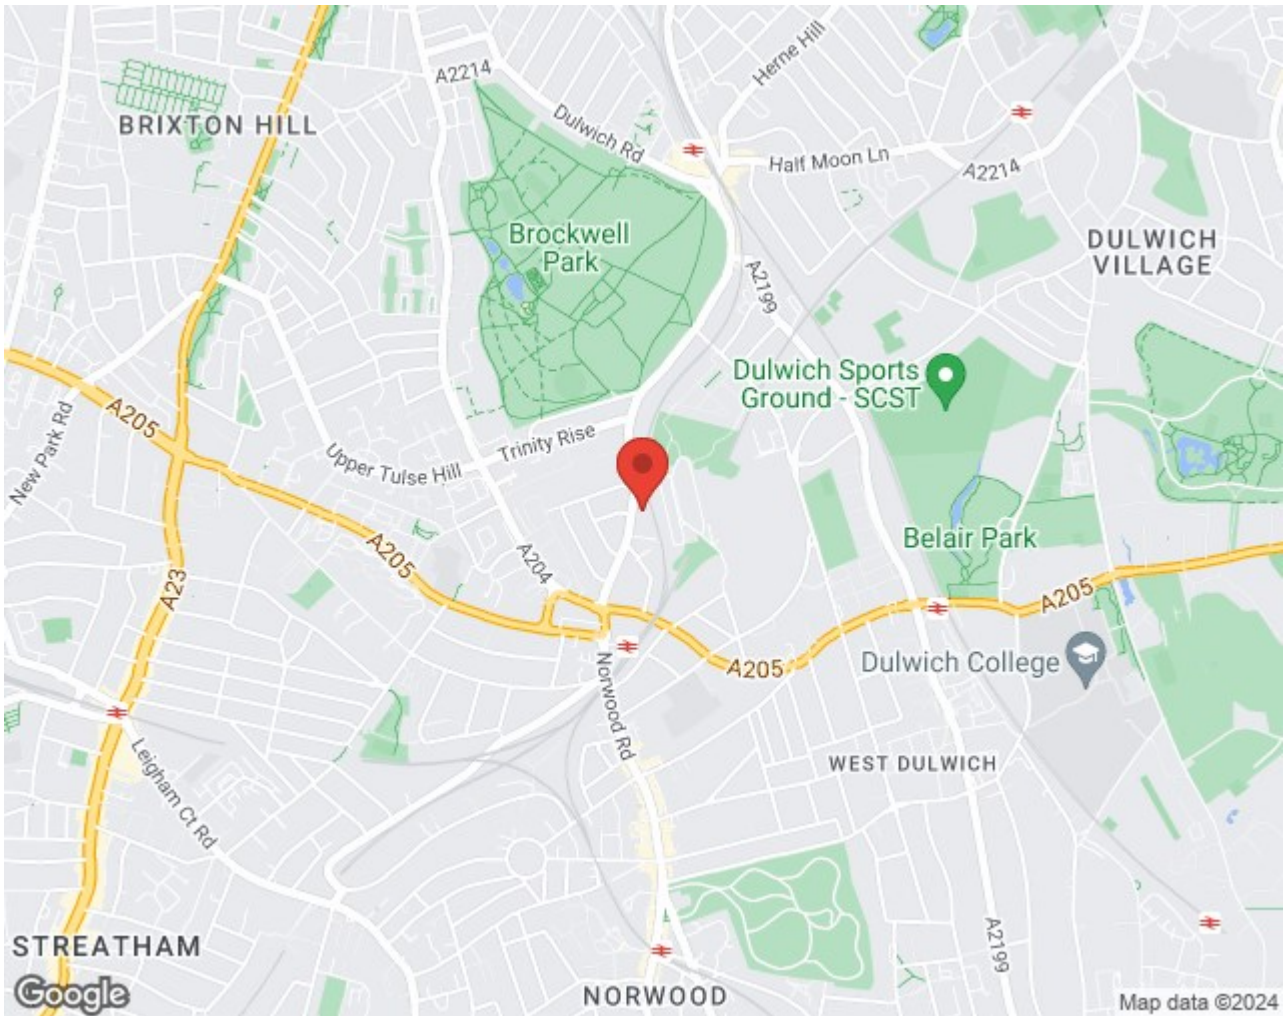 A2214
Herne Hill
BRIXTON HILL
Dulwich Rd
Half Moon Ln
A2214
Brockwell
Park
DULWICH
VILLAGE
A2199
Dulwich Sports
Ground - SCST
A205
New Park Rd
Upper Tulse Hill
Trinity Rise
A205
A204
Belair Park
A23
A205
A205
Dulwich College
Norwood Rd
Leigham Ct Rd
WEST DULWICH
STREATHAM
A2199
NORWOOD
Google
Map data ©2024